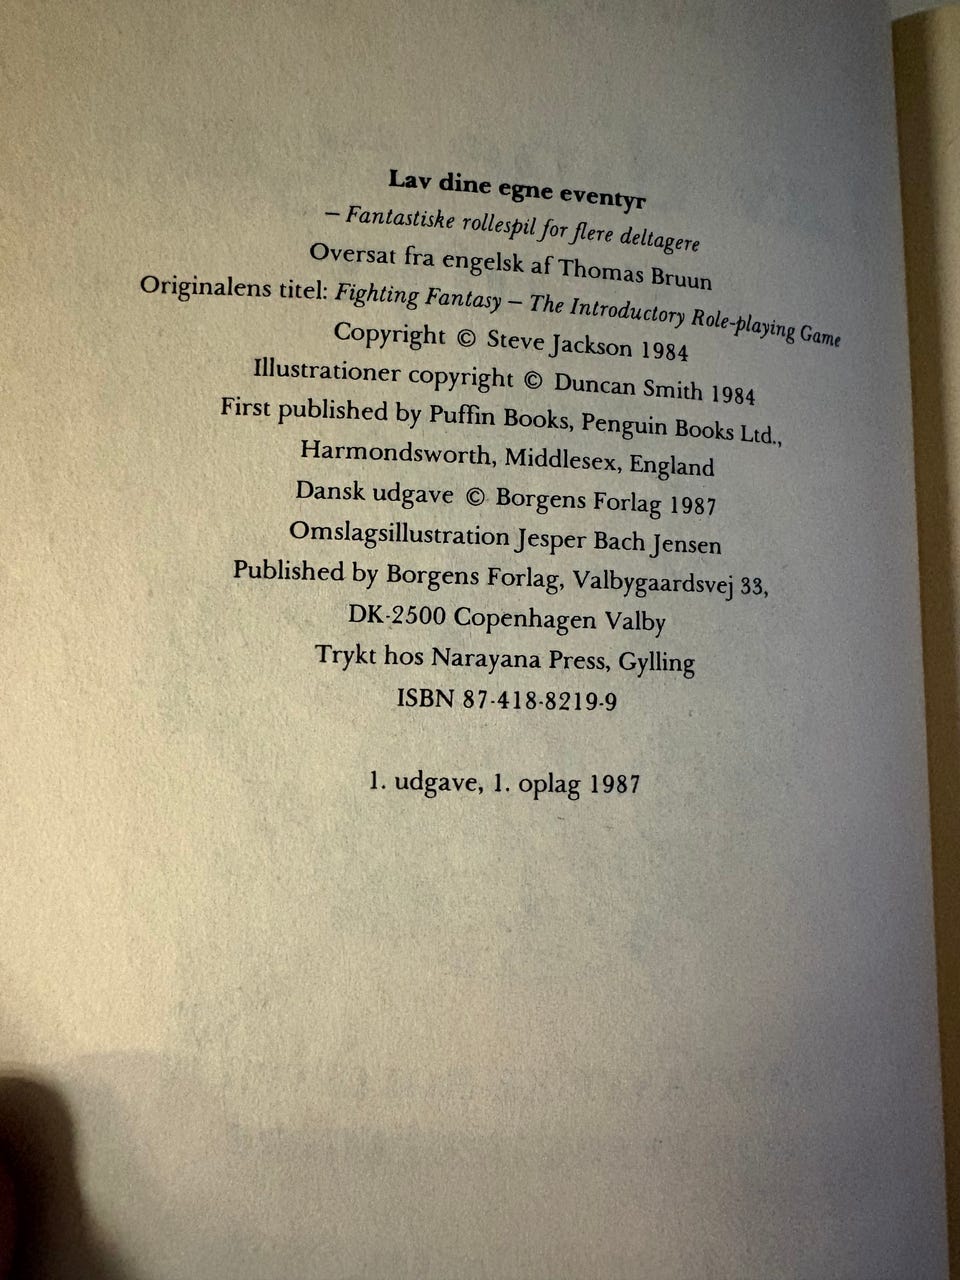 Lav dine egne eventyr
– Fantastiske rollespil for flere deltagere
Oversat fra engelsk af Thomas Bruun
Originalens titel: Fighting Fantasy – The Introductory Role-playing Game
Copyright © Steve Jackson 1984
Illustrationer copyright © Duncan Smith 1984
First published by Puffin Books, Penguin Books Ltd.,
Harmondsworth, Middlesex, England
Dansk udgave © Borgens Forlag 1987
Omslagsillustration Jesper Bach Jensen
Published by Borgens Forlag, Valbygaardsvej 33,
DK-2500 Copenhagen Valby
Trykt hos Narayana Press, Gylling
ISBN 87-418-8219-9
1. udgave, 1. oplag 1987